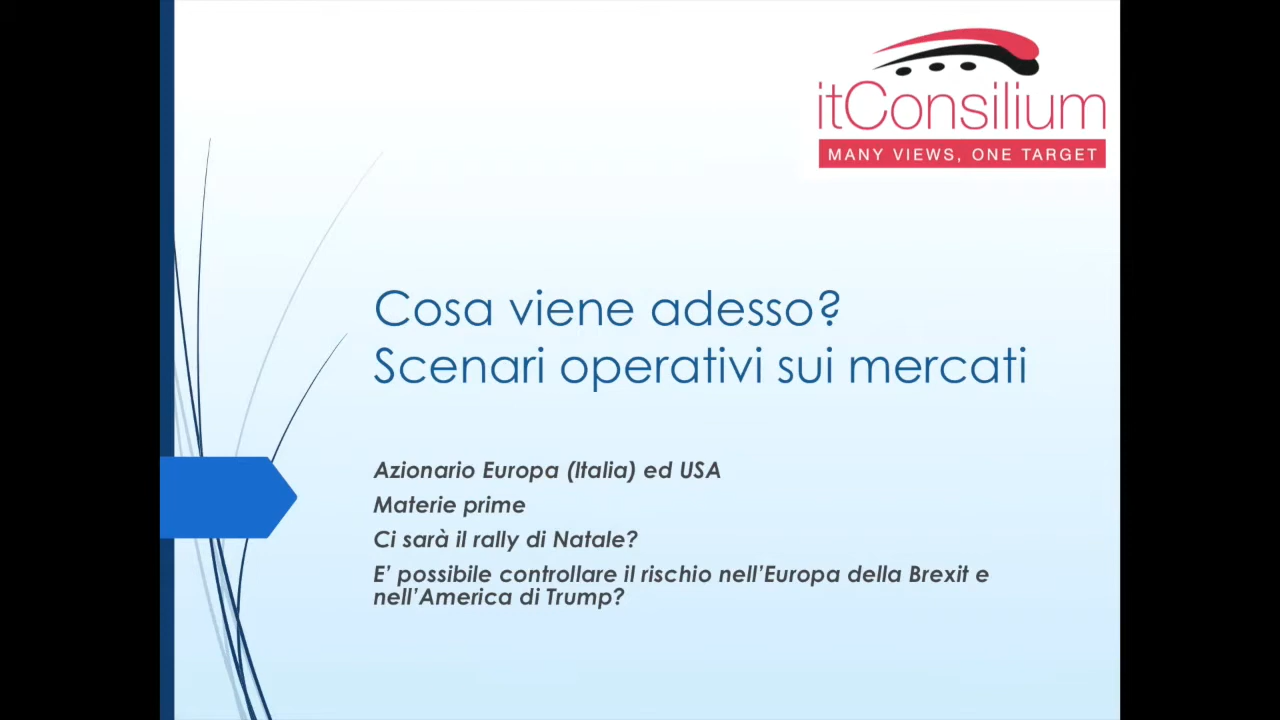 itConsilium
MANY VIEWS, ONE TARGET
Cosa viene adesso?
Scenari operativi sui mercati
Azionario Europa (Italia) ed USA
Materie prime
Ci sarà il rally di Natale?
E' possibile controllare il rischio nell'Europa della Brexit e
nell'America di Trump?